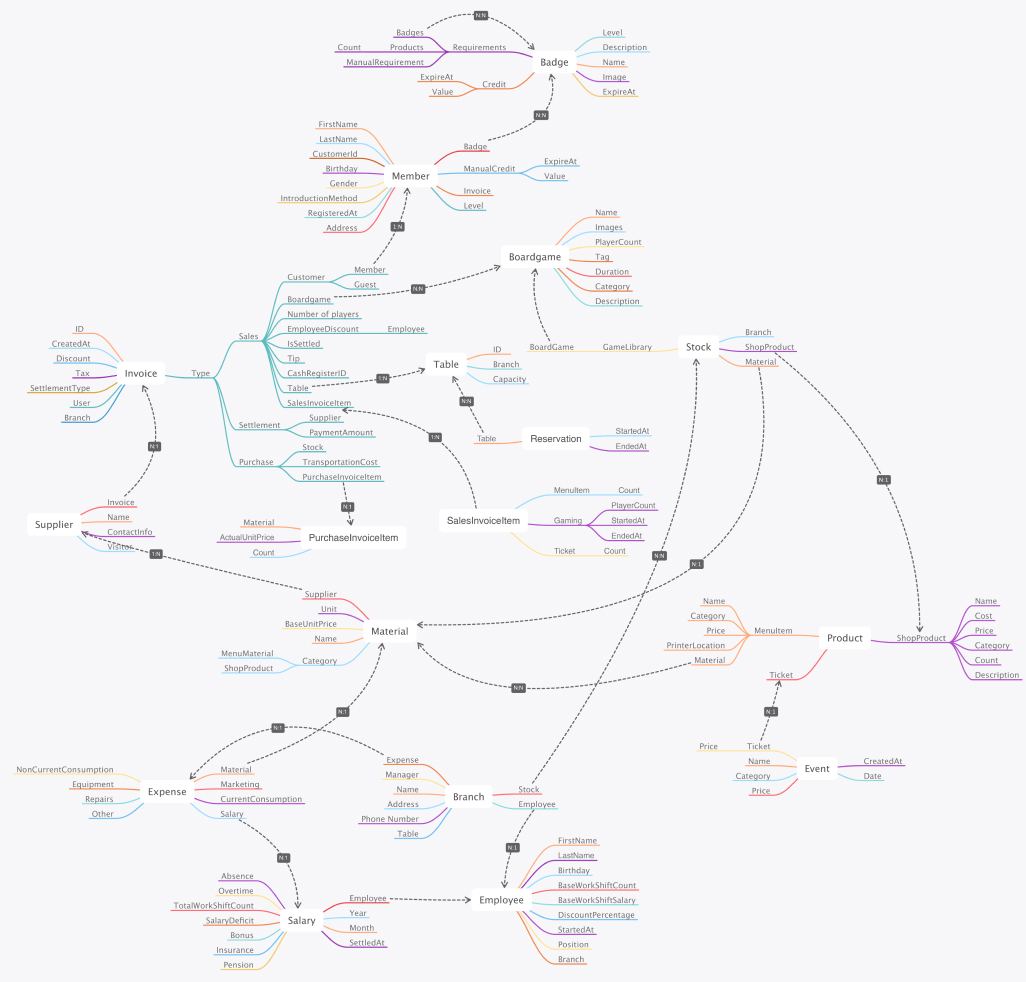 N:N
Badges
Count Products Requirements
ManualRequirement
ExpireAt
Value
Credit
Badge
Level
Description
Name
Image
ExpireAt
N:N
FirstName
LastName
CustomerId
Birthday
Gender
IntroductionMethod
RegisteredAt
Address
Member
Badge
ManualCredit
ExpireAt
Value
Invoice
Level
1:N
Boardgame
Name
Images
PlayerCount
Tag
Duration
Category
Description
N:N
ID
CreatedAt
Discount
Tax
SettlementType
User
Branch
Invoice
Type
Sales
Customer
Member
Guest
Boardgame
Number of players
EmployeeDiscount Employee
IsSettled
Tip
CashRegisterID
Table
SalesInvoiceItem
Settlement
Supplier
PaymentAmount
Purchase
Stock
TransportationCost
PurchaseInvoiceItem
1:N
Table
ID
Branch
Capacity
N:N
BoardGame GameLibrary
Stock
Branch
ShopProduct
Material
Table
Reservation
StartedAt
EndedAt
1:N
N:1
N:1
N:1
Supplier
Invoice
Name
ContactInfo
Visitor
1:N
Material
ActualUnitPrice
Count
PurchaseInvoiceItem
SalesInvoiceItem
MenuItem Count
Gaming
PlayerCount
StartedAt
EndedAt
Ticket Count
N:N
N:1
Supplier
Unit
BaseUnitPrice
Name
Category
MenuMaterial
ShopProduct
Material
N:N
Name
Category
Price
PrinterLocation
Material
MenuItem
Product
Ticket
ShopProduct
Name
Cost
Price
Category
Count
Description
N:1
Price Ticket
Name
Category
Price
Event
CreatedAt
Date
N:1
N:1
NonCurrentConsumption
Equipment
Repairs
Other
Expense
Material
Marketing
CurrentConsumption
Salary
N:1
Expense
Manager
Name
Address
Phone Number
Table
Branch
Stock
Employee
N:1
Absence
Overtime
TotalWorkShiftCount
SalaryDeficit
Bonus
Insurance
Pension
Salary
Employee
Year
Month
SettledAt
Employee
FirstName
LastName
Birthday
BaseWorkShiftCount
BaseWorkShiftSalary
DiscountPercentage
StartedAt
Position
Branch